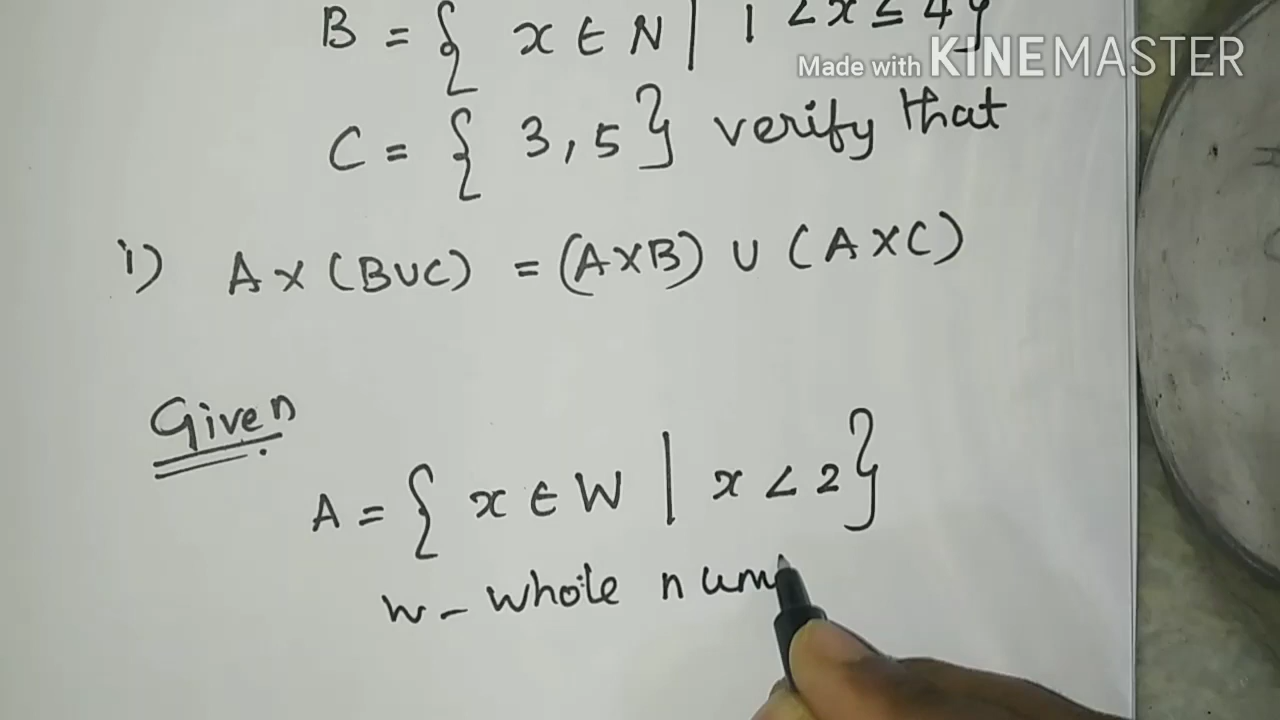 B = { x ∈ N | 1 < x ≤ 4 }
Made with KINEMASTER
C = { 3, 5 } verify that
i) A X (B U C) = (A X B) U (A X C)
Given
A = { x ∈ W | x < 2 }
W - whole num